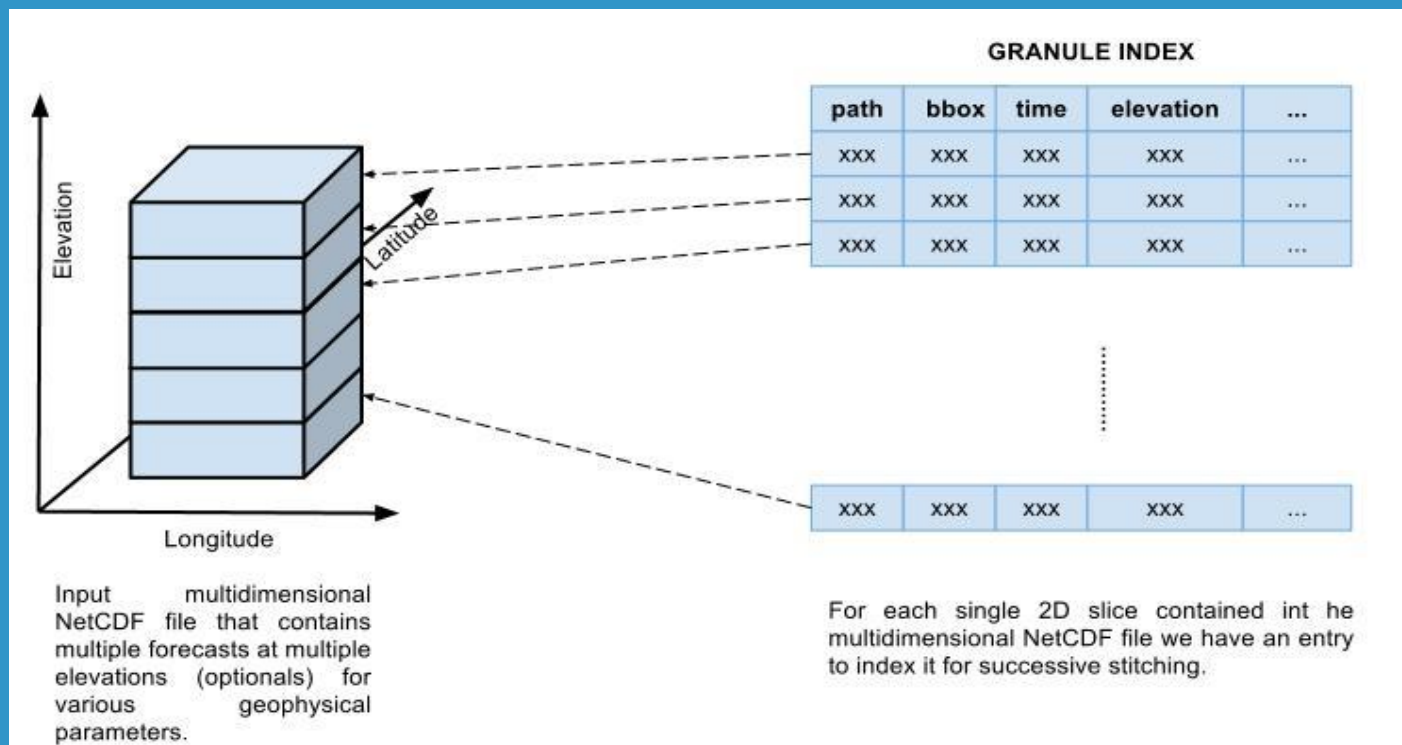 GRANULE INDEX
path bbox time elevation ...
xxx xxx xxx xxx ...
xxx xxx xxx xxx ...
xxx xxx xxx xxx ...
xxx xxx xxx xxx ...
Elevation
Latitude
Longitude
Input multidimensional
NetCDF file that contains
multiple forecasts at multiple
elevations (optionals) for
various geophysical
parameters.
For each single 2D slice contained int he
multidimensional NetCDF file we have an entry
to index it for successive stitching.